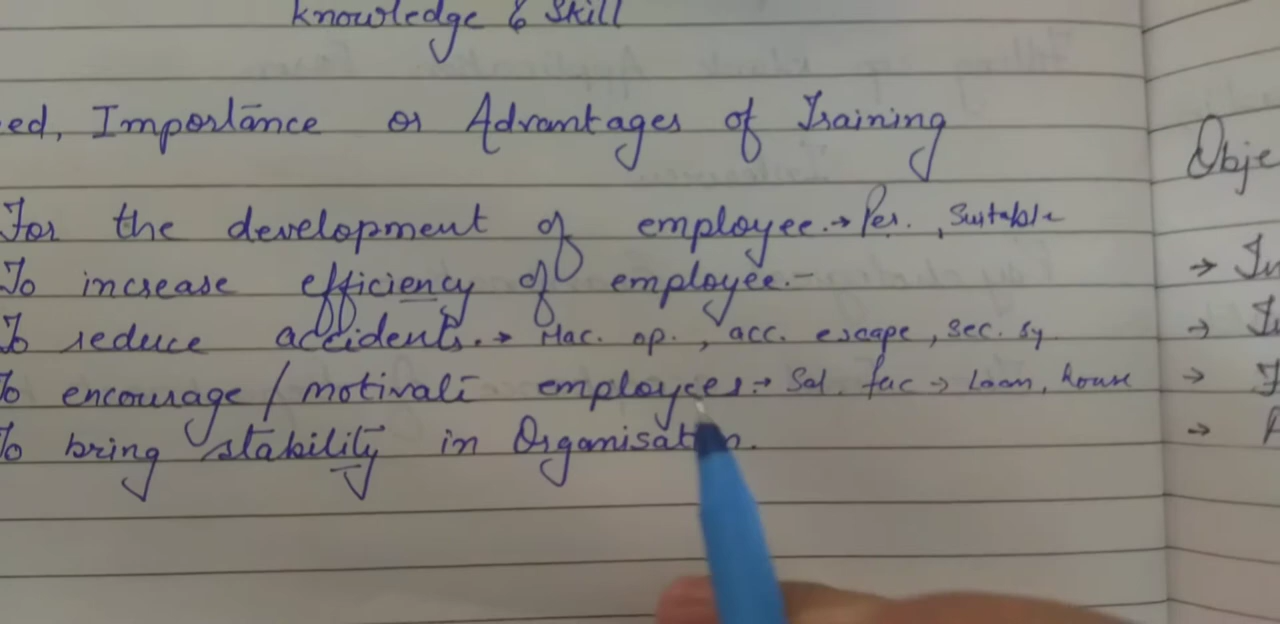 knowledge & Skill
ed, Importance or Advantages of Training
For the development of employee. → Per. , Suitable
To increase efficiency of employee. -
To reduce accidents. → Mac. op. , acc. escape, sec. sy.
To encourage / motivate employees → Sal. fac → Loan, house
To bring stability in Organisation.
Obje
→ In
→ I
→
→